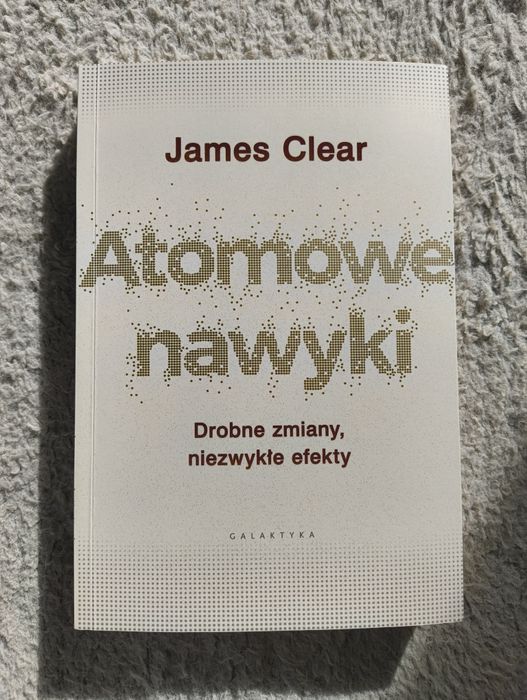 James Clear
Atomowe
nawyki
Drobne zmiany,
niezwykłe efekty
GALAKTYKA